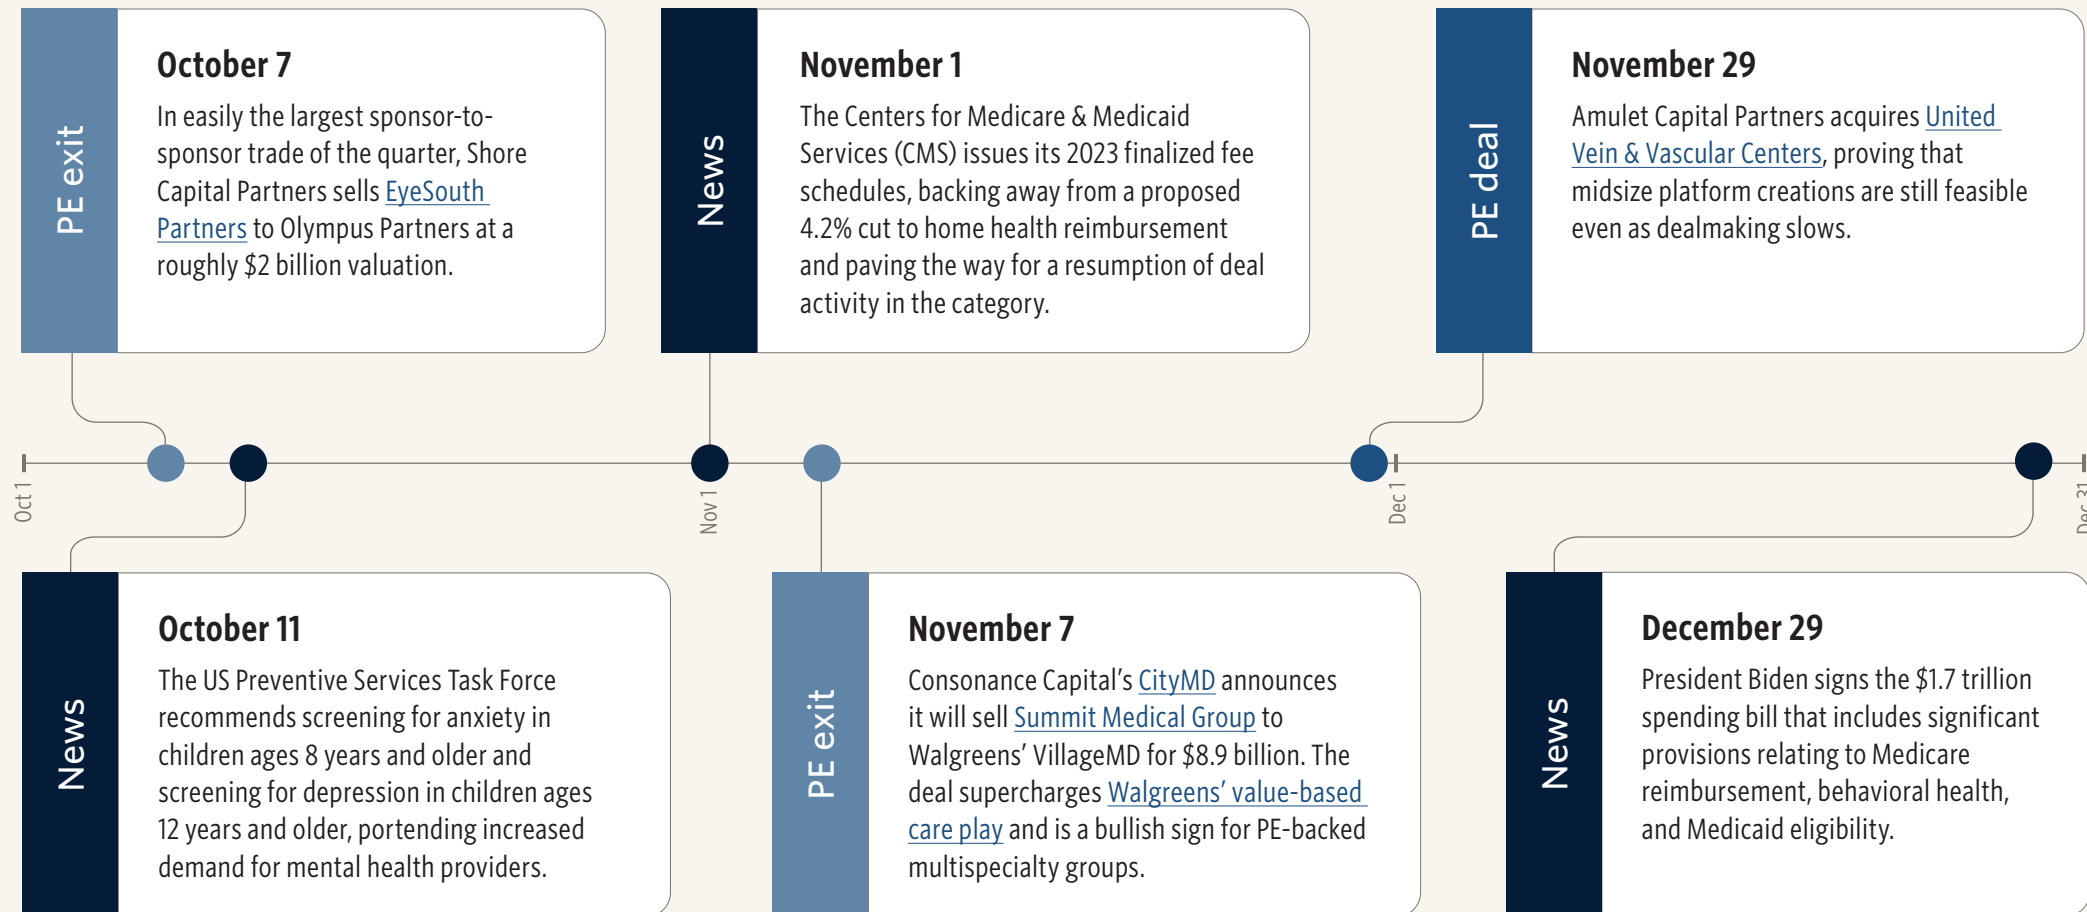 PE exit
October 7
In easily the largest sponsor-to-
sponsor trade of the quarter, Shore
Capital Partners sells EyeSouth
Partners to Olympus Partners at a
roughly $2 billion valuation.
News
November 1
The Centers for Medicare & Medicaid
Services (CMS) issues its 2023 finalized fee
schedules, backing away from a proposed
4.2% cut to home health reimbursement
and paving the way for a resumption of deal
activity in the category.
PE deal
November 29
Amulet Capital Partners acquires United
Vein & Vascular Centers, proving that
midsize platform creations are still feasible
even as dealmaking slows.
Oct 1
Nov 1
Dec 1
Dec 31
News
October 11
The US Preventive Services Task Force
recommends screening for anxiety in
children ages 8 years and older and
screening for depression in children ages
12 years and older, portending increased
demand for mental health providers.
PE exit
November 7
Consonance Capital's CityMD announces
it will sell Summit Medical Group to
Walgreens' VillageMD for $8.9 billion. The
deal supercharges Walgreens' value-based
care play and is a bullish sign for PE-backed
multispecialty groups.
News
December 29
President Biden signs the $1.7 trillion
spending bill that includes significant
provisions relating to Medicare
reimbursement, behavioral health,
and Medicaid eligibility.